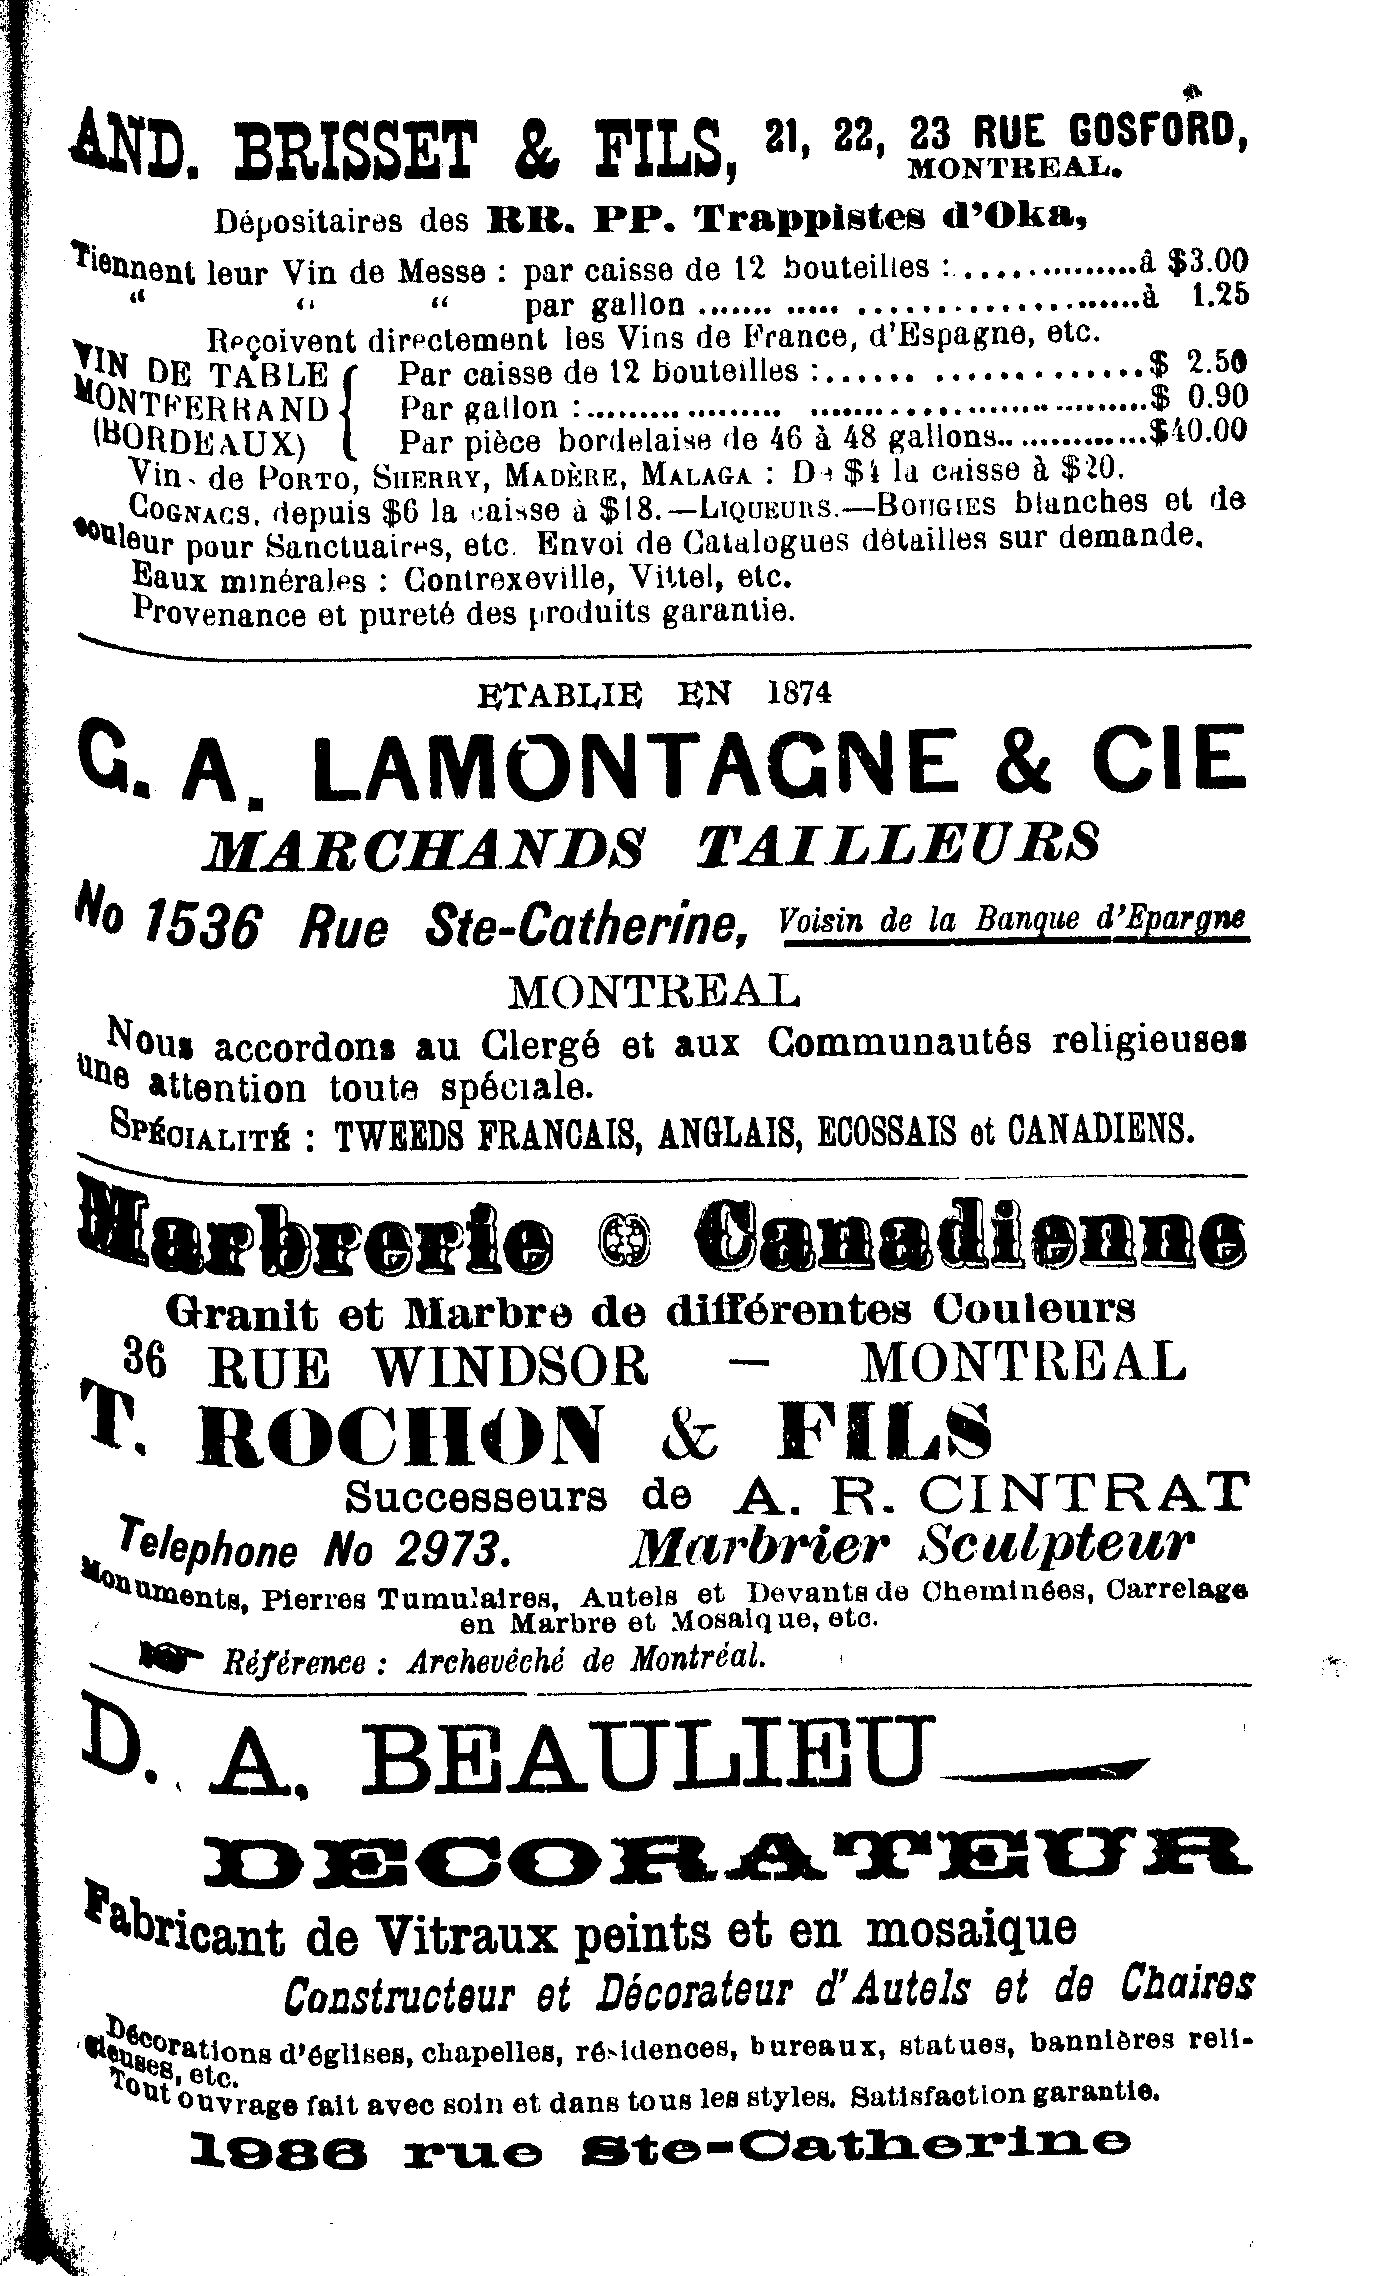 AND. BRISSET & FILS, 21, 22, 23 RUE GOSFORD,
MONTREAL.
Dépositaires des RR. PP. Trappistes d'Oka,
Tiennent leur Vin de Messe : par caisse de 12 bouteilles :................à $3.00
“ “ “ par gallon ..............................à 1.25
Reçoivent directement les Vins de France, d'Espagne, etc.
VIN DE TABLE { Par caisse de 12 bouteilles :....................$ 2.50
MONTFERRAND { Par gallon :........................................$ 0.90
(BORDEAUX) { Par pièce bordelaise de 46 à 48 gallons..............$40.00
Vin de PORTO, SHERRY, MADÈRE, MALAGA : De $4 la caisse à $20.
COGNACS, depuis $6 la caisse à $18.—LIQUEURS.—BOUGIES blanches et de
couleur pour Sanctuaires, etc. Envoi de Catalogues détailles sur demande.
Eaux minérales : Contrexeville, Vittel, etc.
Provenance et pureté des produits garantie.
ETABLIE EN 1874
G. A. LAMONTAGNE & CIE
MARCHANDS TAILLEURS
No 1536 Rue Ste-Catherine, Voisin de la Banque d'Epargne
MONTREAL
Nous accordons au Clergé et aux Communautés religieuses
une attention toute spéciale.
SPÉCIALITÉ : TWEEDS FRANCAIS, ANGLAIS, ECOSSAIS et CANADIENS.
Marbrerie Canadienne
Granit et Marbre de différentes Couleurs
36 RUE WINDSOR — MONTREAL
T. ROCHON & FILS
Successeurs de A. R. CINTRAT
Telephone No 2973. Marbrier Sculpteur
Monuments, Pierres Tumulaires, Autels et Devants de Cheminées, Carrelage
en Marbre et Mosaique, etc.
☛ Référence : Archevêché de Montréal.
D. A. BEAULIEU
DECORATEUR
Fabricant de Vitraux peints et en mosaique
Constructeur et Décorateur d'Autels et de Chaires
Décorations d'églises, chapelles, résidences, bureaux, statues, bannières reli-
gieuses, etc.
Tout ouvrage fait avec soin et dans tous les styles. Satisfaction garantie.
1986 rue Ste-Catherine